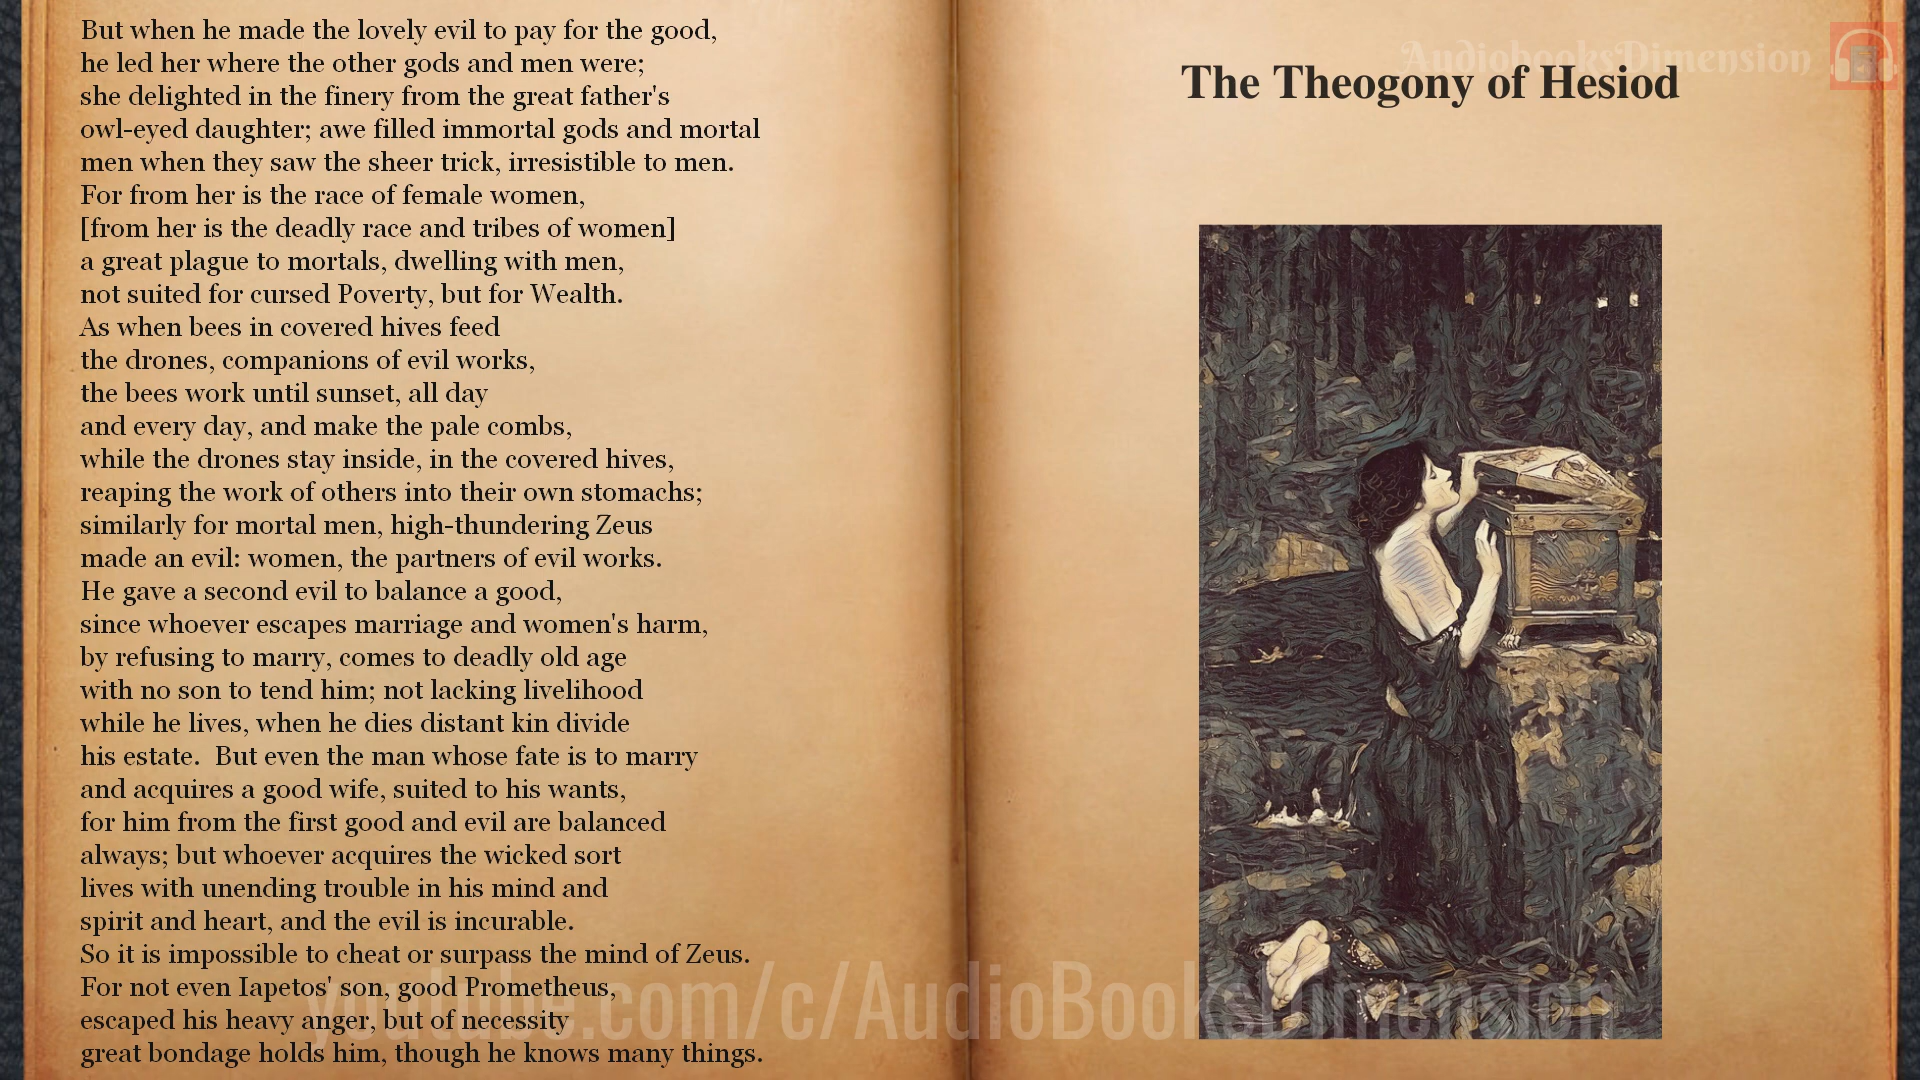 But when he made the lovely evil to pay for the good,
he led her where the other gods and men were;
she delighted in the finery from the great father's
owl-eyed daughter; awe filled immortal gods and mortal
men when they saw the sheer trick, irresistible to men.
For from her is the race of female women,
[from her is the deadly race and tribes of women]
a great plague to mortals, dwelling with men,
not suited for cursed Poverty, but for Wealth.
As when bees in covered hives feed
the drones, companions of evil works,
the bees work until sunset, all day
and every day, and make the pale combs,
while the drones stay inside, in the covered hives,
reaping the work of others into their own stomachs;
similarly for mortal men, high-thundering Zeus
made an evil: women, the partners of evil works.
He gave a second evil to balance a good,
since whoever escapes marriage and women's harm,
by refusing to marry, comes to deadly old age
with no son to tend him; not lacking livelihood
while he lives, when he dies distant kin divide
his estate.  But even the man whose fate is to marry
and acquires a good wife, suited to his wants,
for him from the first good and evil are balanced
always; but whoever acquires the wicked sort
lives with unending trouble in his mind and
spirit and heart, and the evil is incurable.
So it is impossible to cheat or surpass the mind of Zeus.
For not even Iapetos' son, good Prometheus,
escaped his heavy anger, but of necessity
great bondage holds him, though he knows many things.
AudiobooksDimension
The Theogony of Hesiod
youtube.com/c/AudioBooksDimension